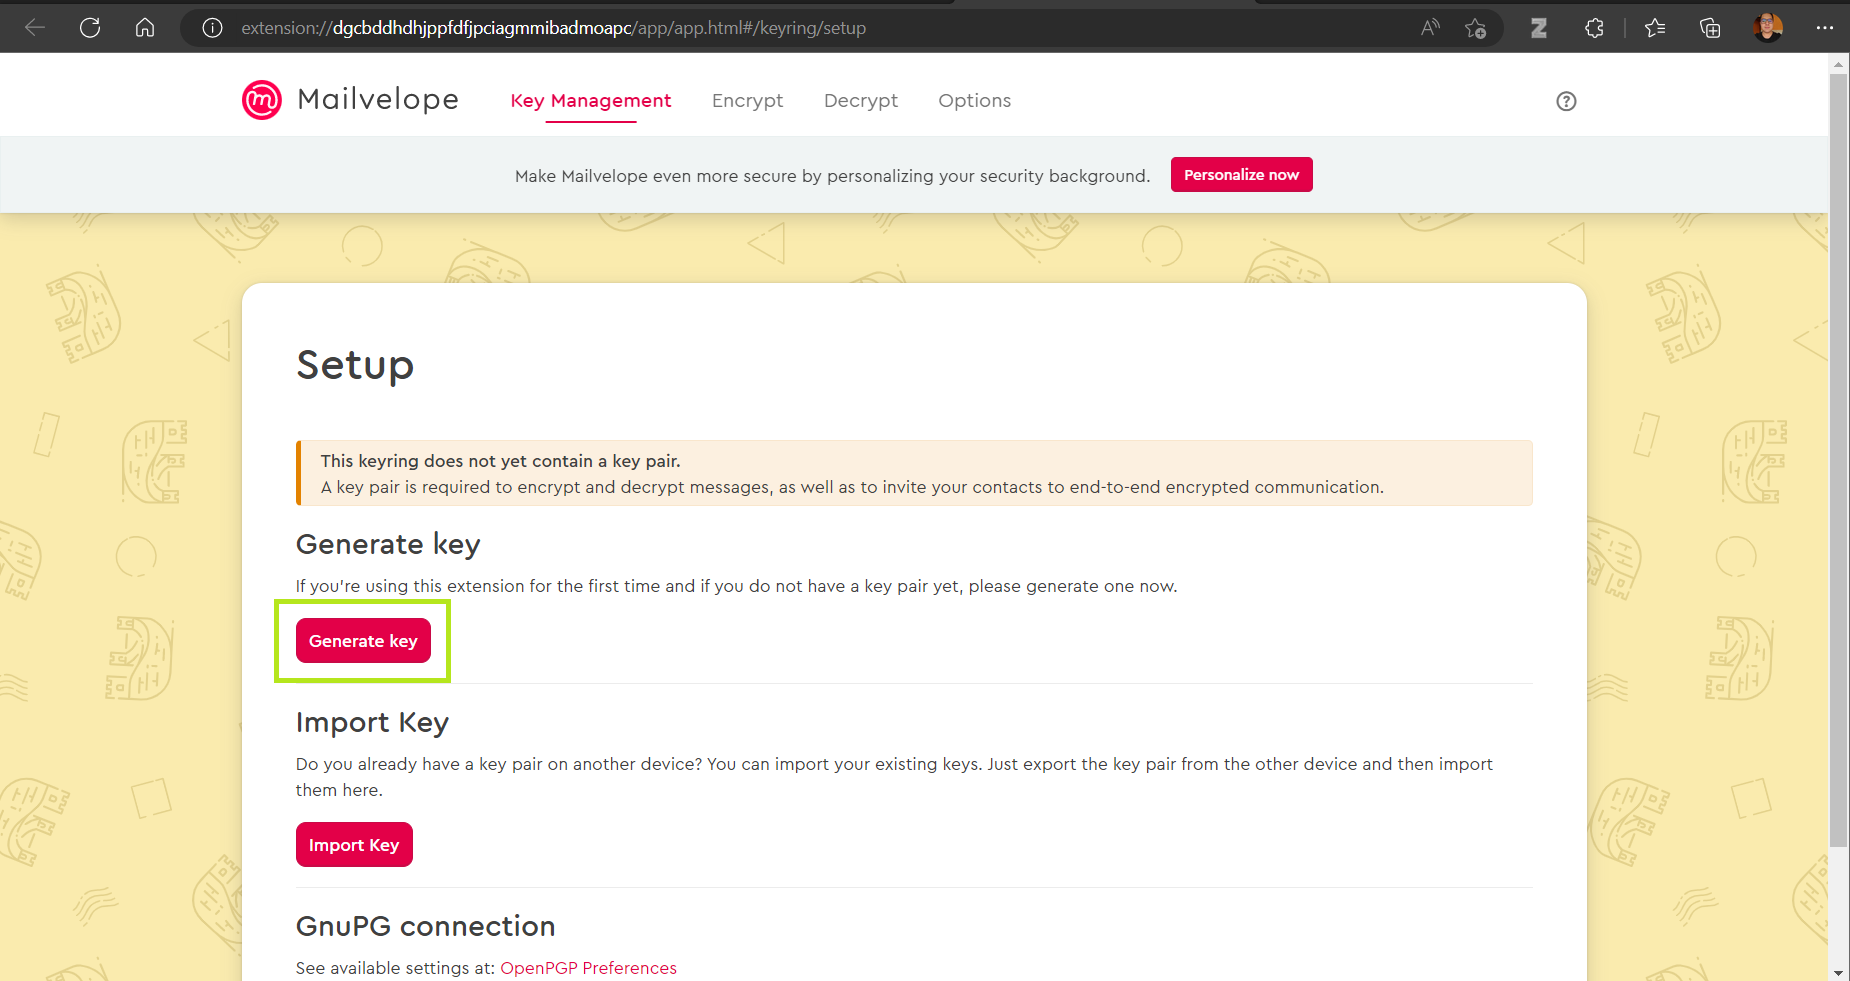 extension://dgcbddhdhjppfdfjpciagmmibadmoapc/app/app.html#/keyring/setup
Mailvelope
Key Management Encrypt Decrypt Options
Make Mailvelope even more secure by personalizing your security background. Personalize now
Setup
This keyring does not yet contain a key pair.
A key pair is required to encrypt and decrypt messages, as well as to invite your contacts to end-to-end encrypted communication.
Generate key
If you're using this extension for the first time and if you do not have a key pair yet, please generate one now.
Generate key
Import Key
Do you already have a key pair on another device? You can import your existing keys. Just export the key pair from the other device and then import
them here.
Import Key
GnuPG connection
See available settings at: OpenPGP Preferences